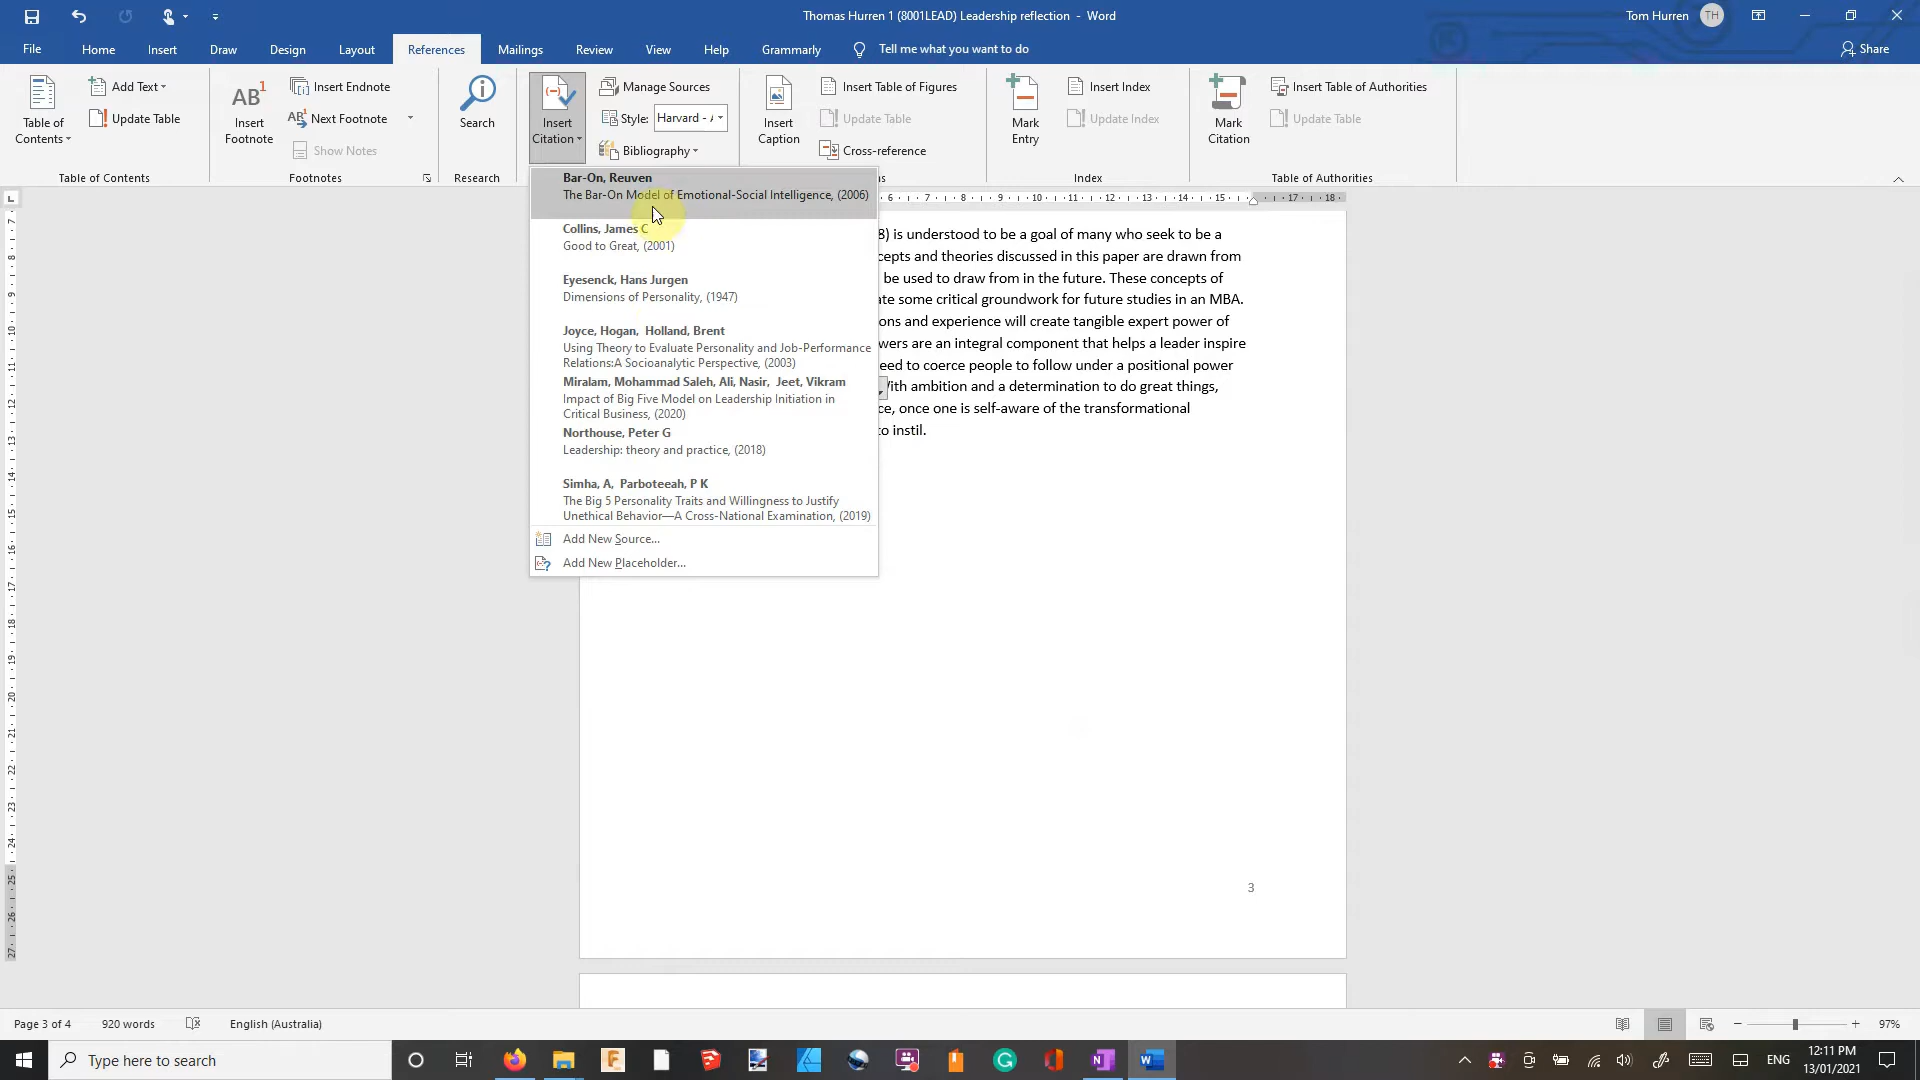 Thomas Hurren 1 (8001LEAD) Leadership reflection - Word
Tom Hurren
TH
File
Home
Insert
Draw
Design
Layout
References
Mailings
Review
View
Help
Grammarly
Tell me what you want to do
Share
Table of
Contents
Add Text
Update Table
Table of Contents
AB1
Insert
Footnote
Insert Endnote
Next Footnote
Show Notes
Footnotes
Search
Research
Insert
Citation
Manage Sources
Style:
Harvard -
Bibliography
Insert
Caption
Insert Table of Figures
Update Table
Cross-reference
Mark
Entry
Insert Index
Update Index
Index
Mark
Citation
Insert Table of Authorities
Update Table
Table of Authorities
Bar-On, Reuven
The Bar-On Model of Emotional-Social Intelligence, (2006)
Collins, James C
Good to Great, (2001)
Eyesenck, Hans Jurgen
Dimensions of Personality, (1947)
Joyce, Hogan, Holland, Brent
Using Theory to Evaluate Personality and Job-Performance
Relations:A Socioanalytic Perspective, (2003)
Miralam, Mohammad Saleh, Ali, Nasir, Jeet, Vikram
Impact of Big Five Model on Leadership Initiation in
Critical Business, (2020)
Northouse, Peter G
Leadership: theory and practice, (2018)
Simha, A, Parboteeah, P K
The Big 5 Personality Traits and Willingness to Justify
Unethical Behavior—A Cross-National Examination, (2019)
Add New Source...
Add New Placeholder...
8) is understood to be a goal of many who seek to be a
cepts and theories discussed in this paper are drawn from
be used to draw from in the future. These concepts of
ate some critical groundwork for future studies in an MBA.
ons and experience will create tangible expert power of
wers are an integral component that helps a leader inspire
eed to coerce people to follow under a positional power
ith ambition and a determination to do great things,
ce, once one is self-aware of the transformational
to instil.
3
Page 3 of 4
920 words
English (Australia)
97%
Type here to search
ENG
12:11 PM
13/01/2021